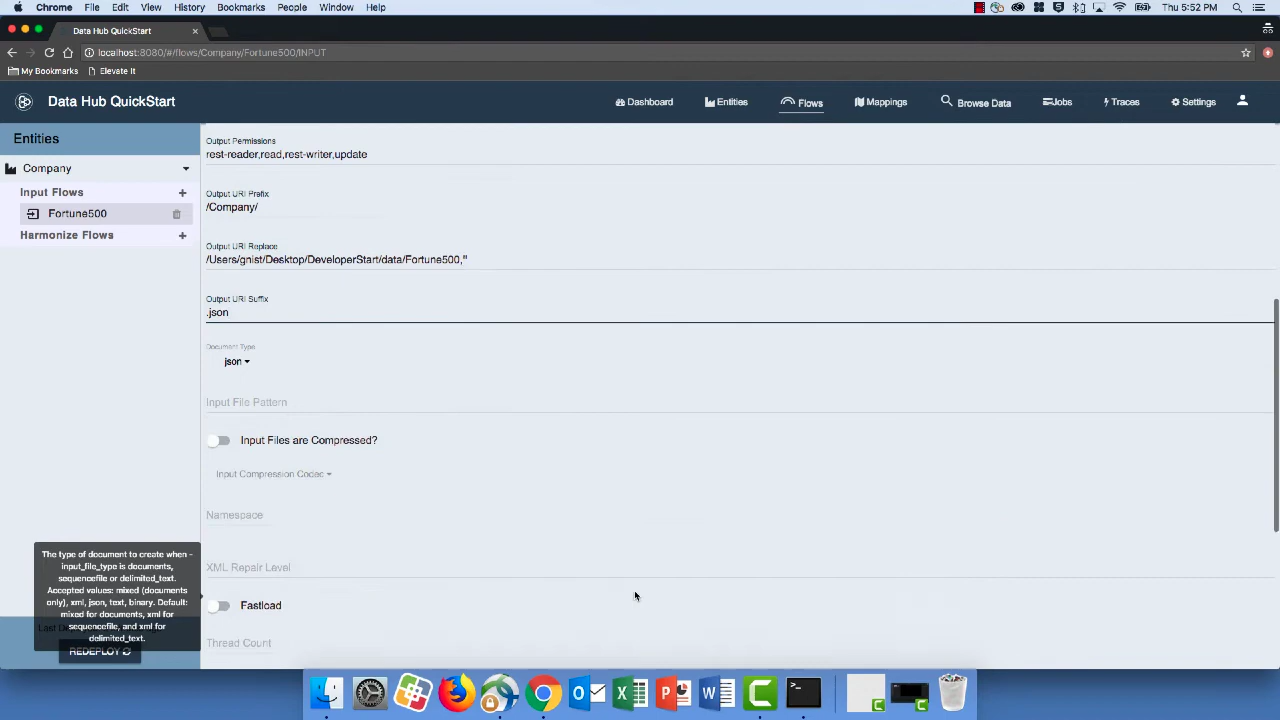 Chrome File Edit View History Bookmarks People Window Help Thu 5:52 PM
Data Hub QuickStart
localhost:8080/#/flows/Company/Fortune500/INPUT
My Bookmarks Elevate It
Data Hub QuickStart Dashboard Entities Flows Mappings Browse Data Jobs Traces Settings
Entities
Company
Input Flows +
Fortune500
Harmonize Flows +
Output Permissions
rest-reader,read,rest-writer,update
Output URI Prefix
/Company/
Output URI Replace
/Users/gnist/Desktop/DeveloperStart/data/Fortune500,''
Output URI Suffix
.json
Document Type
json
Input File Pattern
Input Files are Compressed?
Input Compression Codec
Namespace
XML Repair Level
Fastload
Thread Count
The type of document to create when -
input_file_type is documents,
sequencefile or delimited_text.
Accepted values: mixed (documents
only), xml, json, text, binary. Default:
mixed for documents, xml for
sequencefile, and xml for
delimited_text.
REDEPLOY